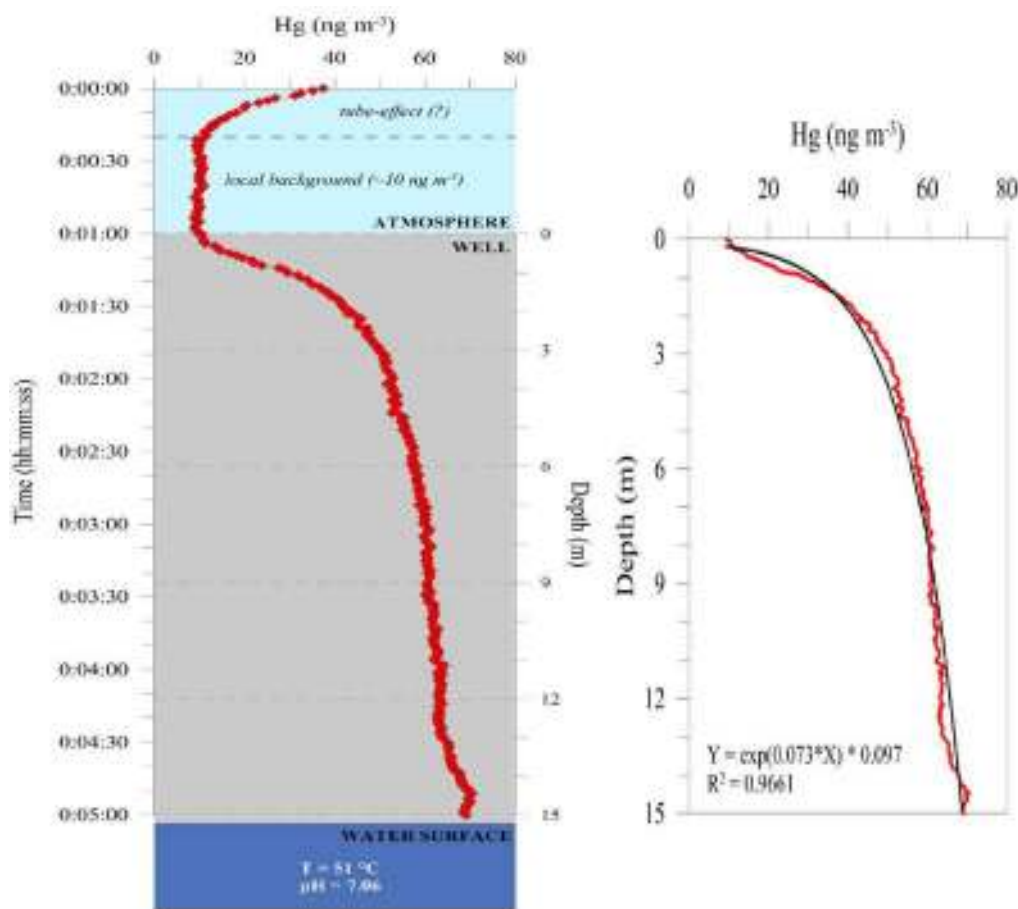 Hg (ng m⁻³)
0 20 40 60 80
0:00:00
tube-effect (?)
0:00:30
local background (~10 ng m⁻³)
ATMOSPHERE
0:01:00 0
WELL
0:01:30
3
0:02:00
0:02:30
6
0:03:00
9
0:03:30
0:04:00
12
0:04:30
0:05:00 15
WATER SURFACE
T = 51 °C
pH = 7.06
Time (hh:mm:ss)
Depth (m)
Hg (ng m⁻³)
0 20 40 60 80
0
3
6
9
12
15
Depth (m)
Y = exp(0.073*X) * 0.097
R² = 0.9661